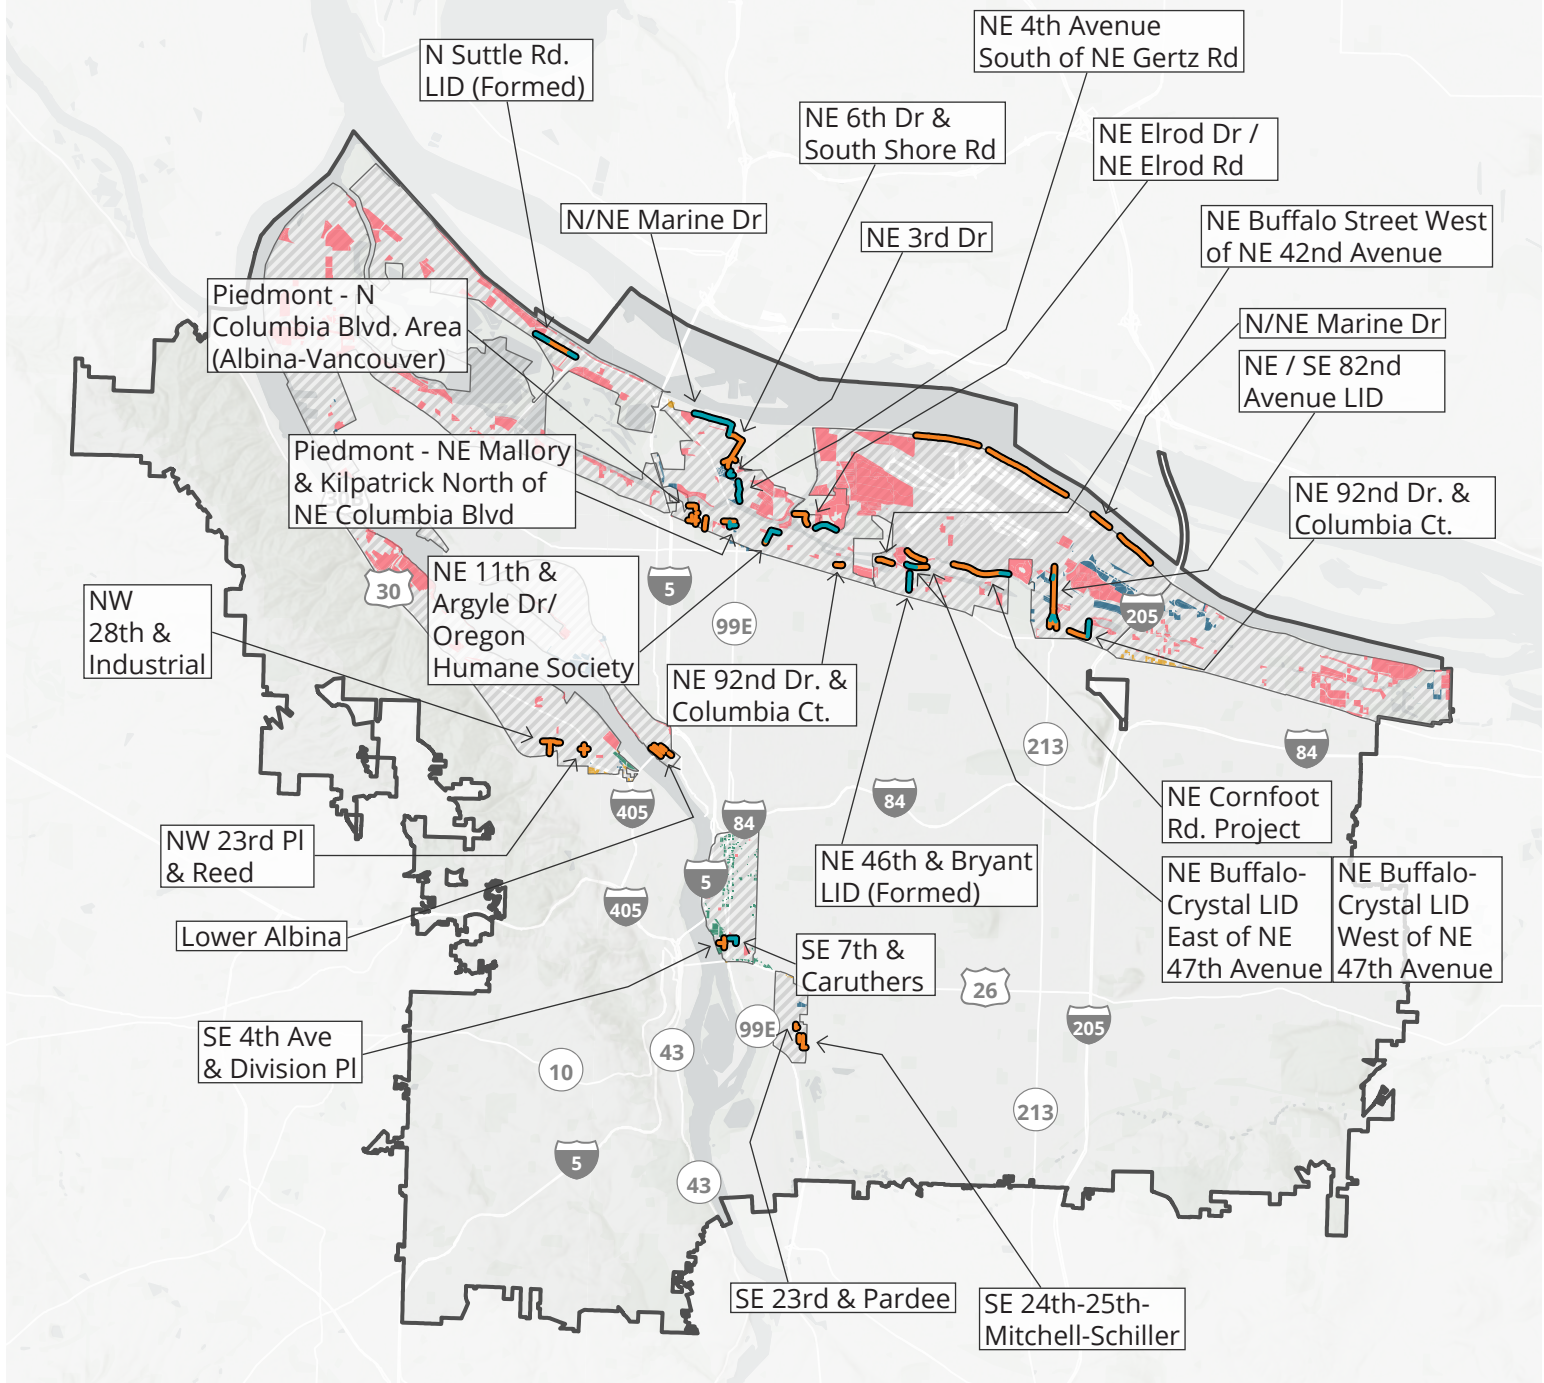 NE 4th Avenue
South of NE Gertz Rd
N Suttle Rd.
LID (Formed)
NE 6th Dr &
South Shore Rd
NE Elrod Dr /
NE Elrod Rd
N/NE Marine Dr
NE 3rd Dr
NE Buffalo Street West
of NE 42nd Avenue
Piedmont - N
Columbia Blvd. Area
(Albina-Vancouver)
N/NE Marine Dr
NE / SE 82nd
Avenue LID
Piedmont - NE Mallory
& Kilpatrick North of
NE Columbia Blvd
NE 92nd Dr. &
Columbia Ct.
NE 11th &
Argyle Dr/
Oregon
Humane Society
30
5
99E
205
NW
28th &
Industrial
NE 92nd Dr. &
Columbia Ct.
213
84
NE Cornfoot
Rd. Project
405
84
84
NW 23rd Pl
& Reed
NE 46th & Bryant
LID (Formed)
NE Buffalo-
Crystal LID
East of NE
47th Avenue
NE Buffalo-
Crystal LID
West of NE
47th Avenue
5
405
Lower Albina
SE 7th &
Caruthers
26
SE 4th Ave
& Division Pl
99E
205
43
10
213
5
43
SE 23rd & Pardee
SE 24th-25th-
Mitchell-Schiller